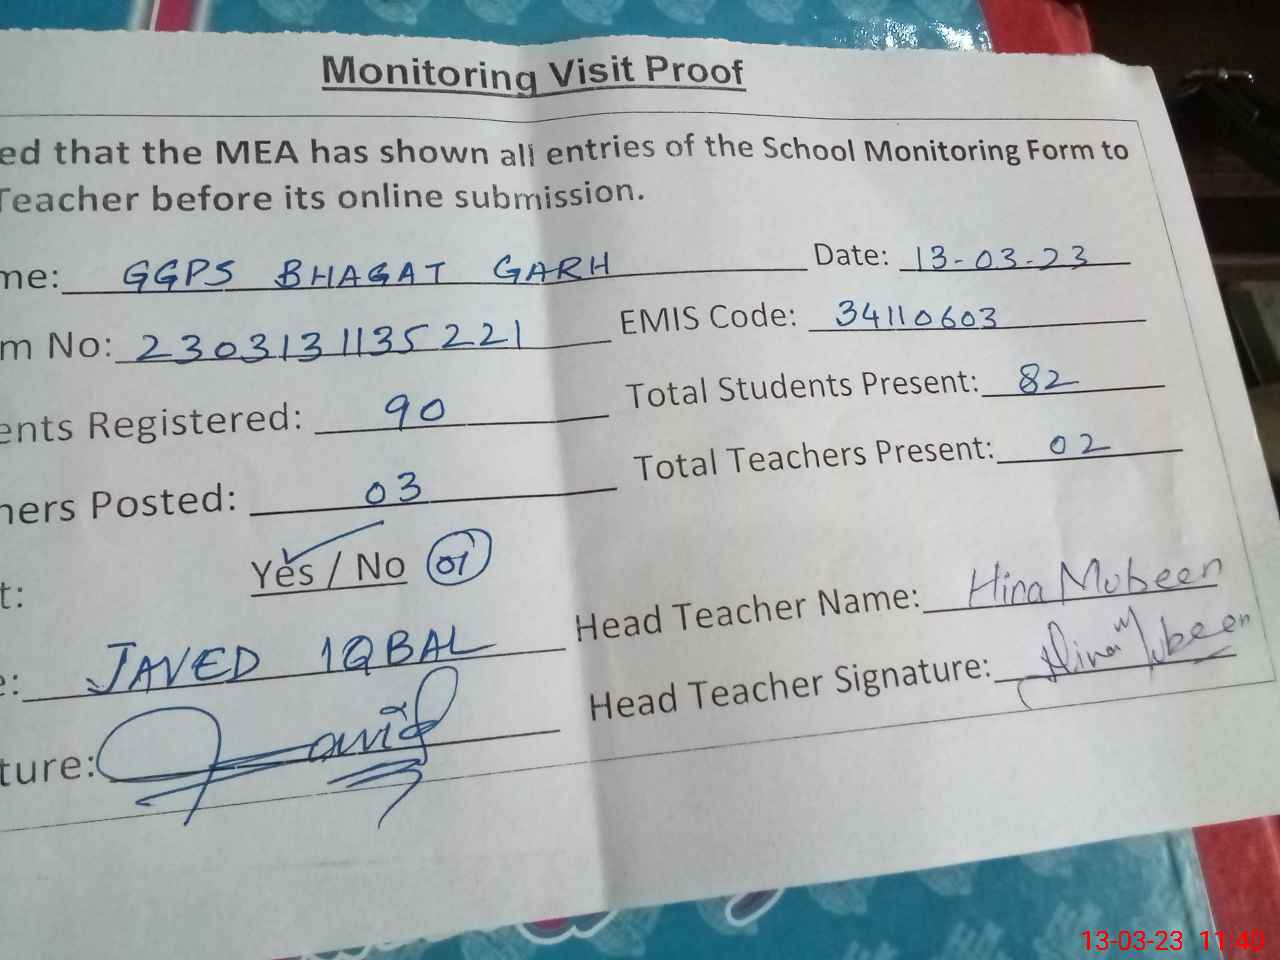 Monitoring Visit Proof
ed that the MEA has shown all entries of the School Monitoring Form to
Teacher before its online submission.
me: GGPS BHAGAT GARH Date: 13-03-23
m No: 2303131135221 EMIS Code: 34110603
ents Registered: 90 Total Students Present: 82
hers Posted: 03 Total Teachers Present: 02
t: Yes / No 01
e: JAVED IQBAL Head Teacher Name: Hina Mubeen
ture: Javid Head Teacher Signature: Hina Mubeen
13-03-23 11:40